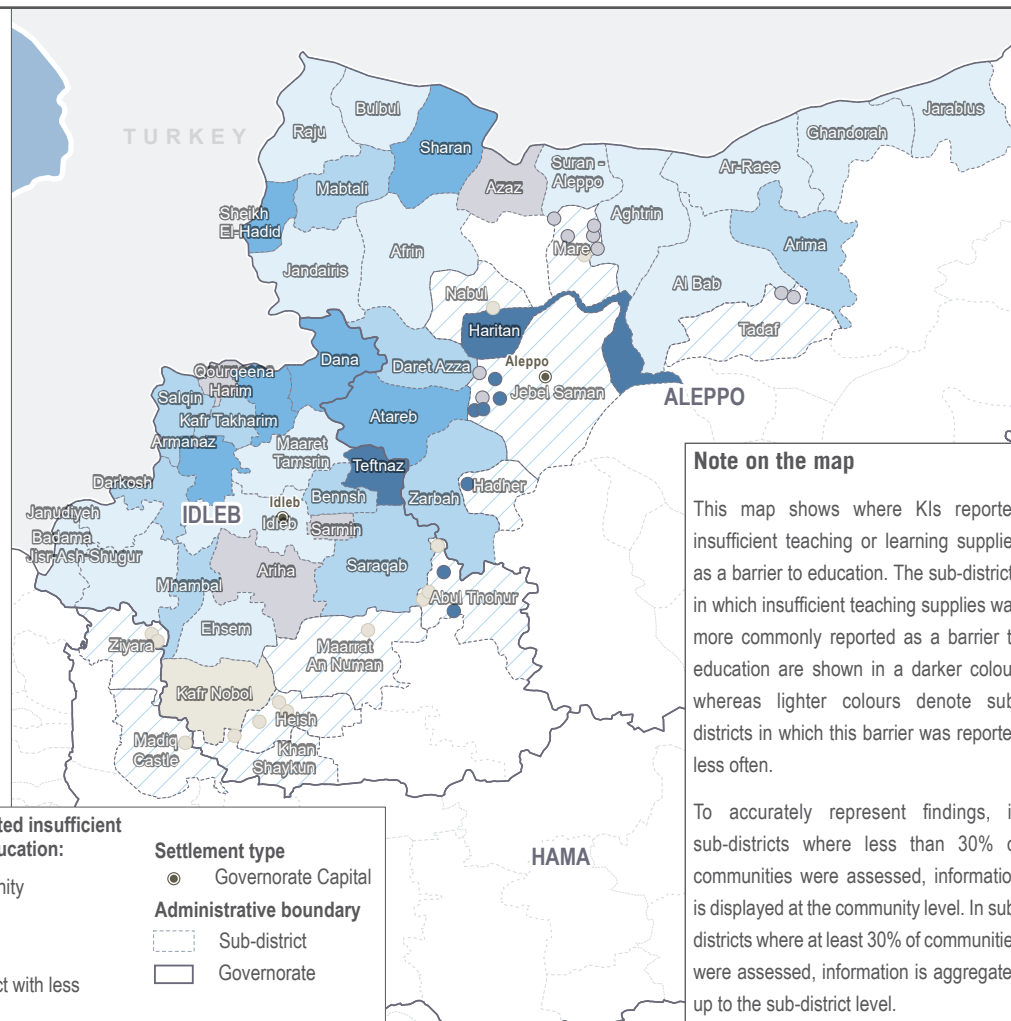 TURKEY
Bulbul
Raju
Sharan
Jarablus
Ghandorah
Ar-Raee
Suran -
Aleppo
Azaz
Mabtali
Aghtrin
Sheikh
El-Hadid
Arima
Mare
Afrin
Jandairis
Al Bab
Nabul
Tadaf
Haritan
Dana
Daret Azza
Aleppo
Jebel Saman
ALEPPO
Qourqeena
Harim
Salqin
Kafr Takharim
Atareb
Armanaz
Maaret
Tamsrin
Teftnaz
Darkosh
Bennsh
Zarbah
Hadher
Janudiyeh
IDLEB
Idleb
Idleb
Sarmin
Badama
Jisr-Ash-Shugur
Ariha
Saraqab
Mhambal
Abul Thohur
Ehsem
Ziyara
Maarrat
An Numan
Kafr Nobol
Heish
Madiq
Castle
Khan
Shaykun
HAMA
ted insufficient
ucation:
nity
ct with less
Settlement type
Governorate Capital
Administrative boundary
Sub-district
Governorate
Note on the map
This map shows where KIs reporte
insufficient teaching or learning supplie
as a barrier to education. The sub-district
in which insufficient teaching supplies wa
more commonly reported as a barrier t
education are shown in a darker colou
whereas lighter colours denote sub
districts in which this barrier was reporte
less often.
To accurately represent findings, i
sub-districts where less than 30% o
communities were assessed, informatio
is displayed at the community level. In sub
districts where at least 30% of communitie
were assessed, information is aggregate
up to the sub-district level.